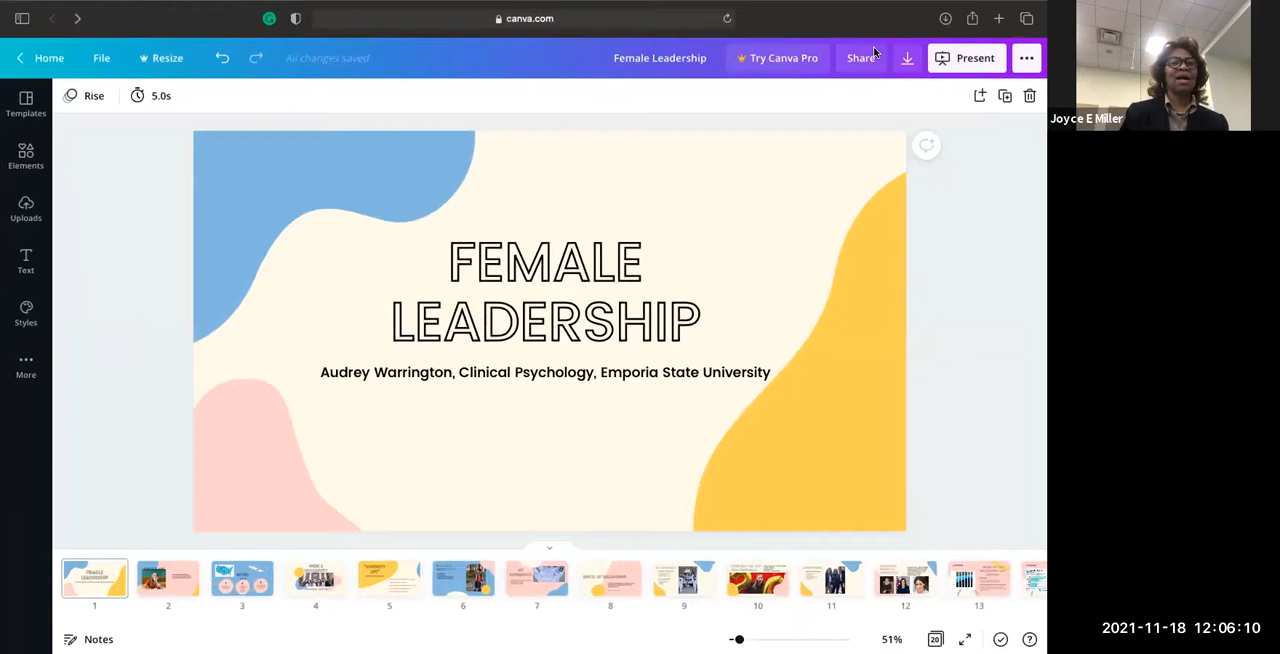 canva.com
Home File Resize All changes saved Female Leadership Try Canva Pro Share Present
Rise 5.0s
Templates
Elements
Uploads
Text
Styles
More
FEMALE
LEADERSHIP
Audrey Warrington, Clinical Psychology, Emporia State University
Joyce E Miller
FEMALE
LEADERSHIP
1 2 3 4 5 6 7 8 9 10 11 12 13
Notes 51% 20
2021-11-18 12:06:10